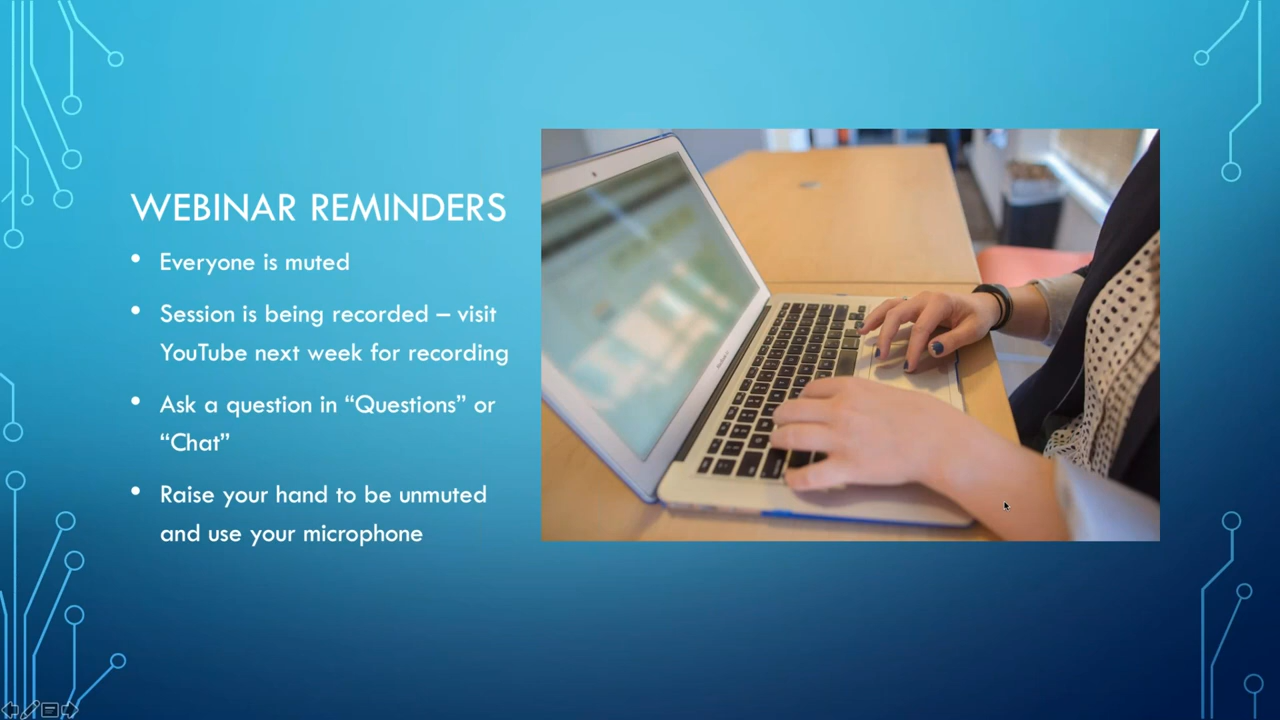 WEBINAR REMINDERS
• Everyone is muted
• Session is being recorded – visit
YouTube next week for recording
• Ask a question in “Questions” or
“Chat”
• Raise your hand to be unmuted
and use your microphone